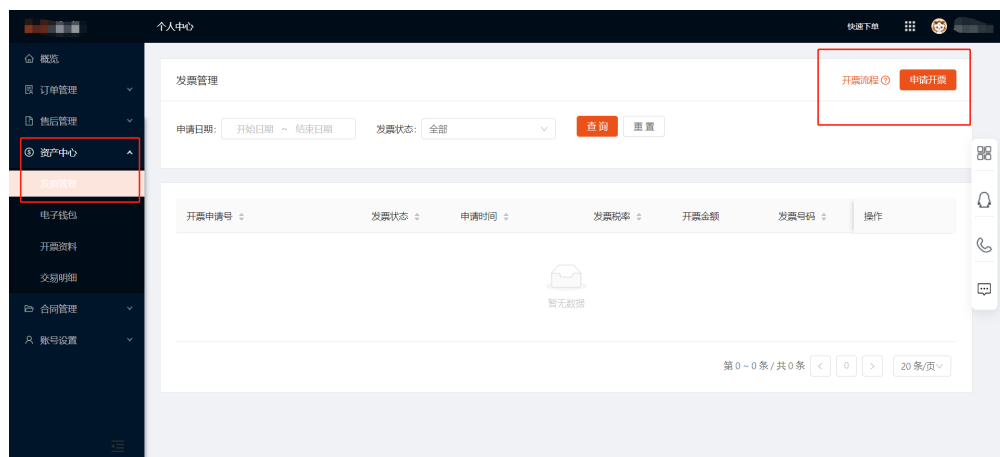 个人中心
快速下单
概览
订单管理
售后管理
资产中心
发票管理
电子钱包
开票资料
交易明细
合同管理
账号设置
发票管理
开票流程
申请开票
申请日期: 开始日期 ~ 结束日期 发票状态: 全部 查 询 重 置
开票申请号 发票状态 申请时间 发票税率 开票金额 发票号码 操作
暂无数据
第 0 ~ 0 条 / 共 0 条 < 0 > 20 条/页